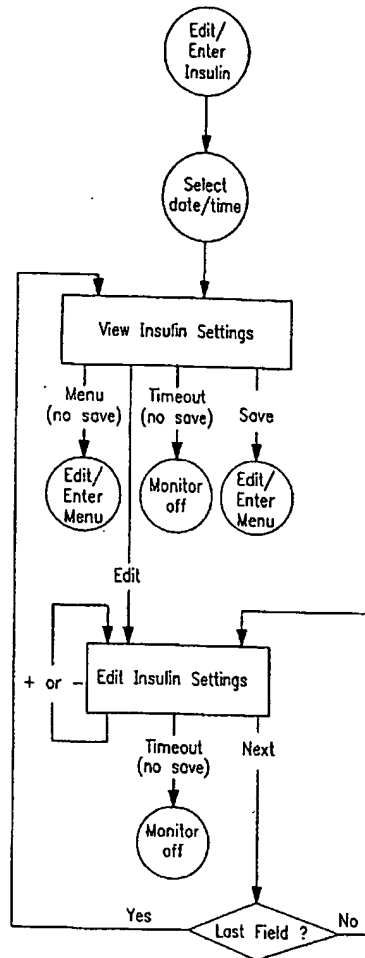 Edit/
Enter
Insulin
Select
date/time
View Insulin Settings
Menu
(no save)
Timeout
(no save)
Save
Edit/
Enter
Menu
Monitor
off
Edit/
Enter
Menu
Edit
+ or -
Edit Insulin Settings
Timeout
(no save)
Next
Monitor
off
Yes
Last Field ?
No